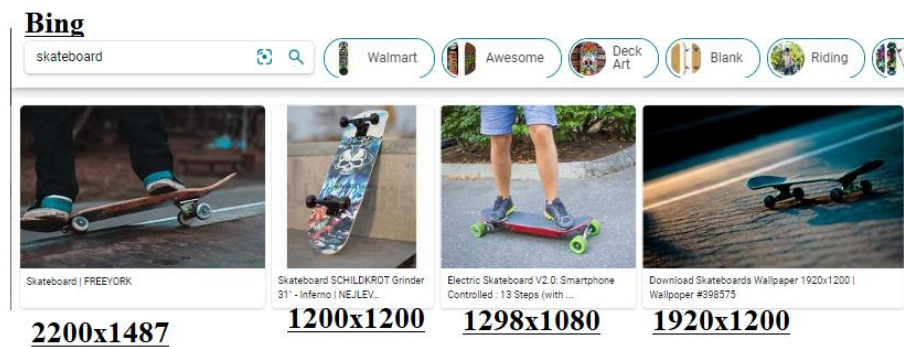 Bing
skateboard
Walmart
Awesome
Deck
Art
Blank
Riding
Skateboard | FREEYORK
Skateboard SCHILDKROT Grinder
31´ - Inferno | NEJLEV...
Electric Skateboard V2.0: Smartphone
Controlled : 13 Steps (with ...
Download Skateboards Wallpaper 1920x1200 |
Wallpoper #398575
2200x1487
1200x1200
1298x1080
1920x1200